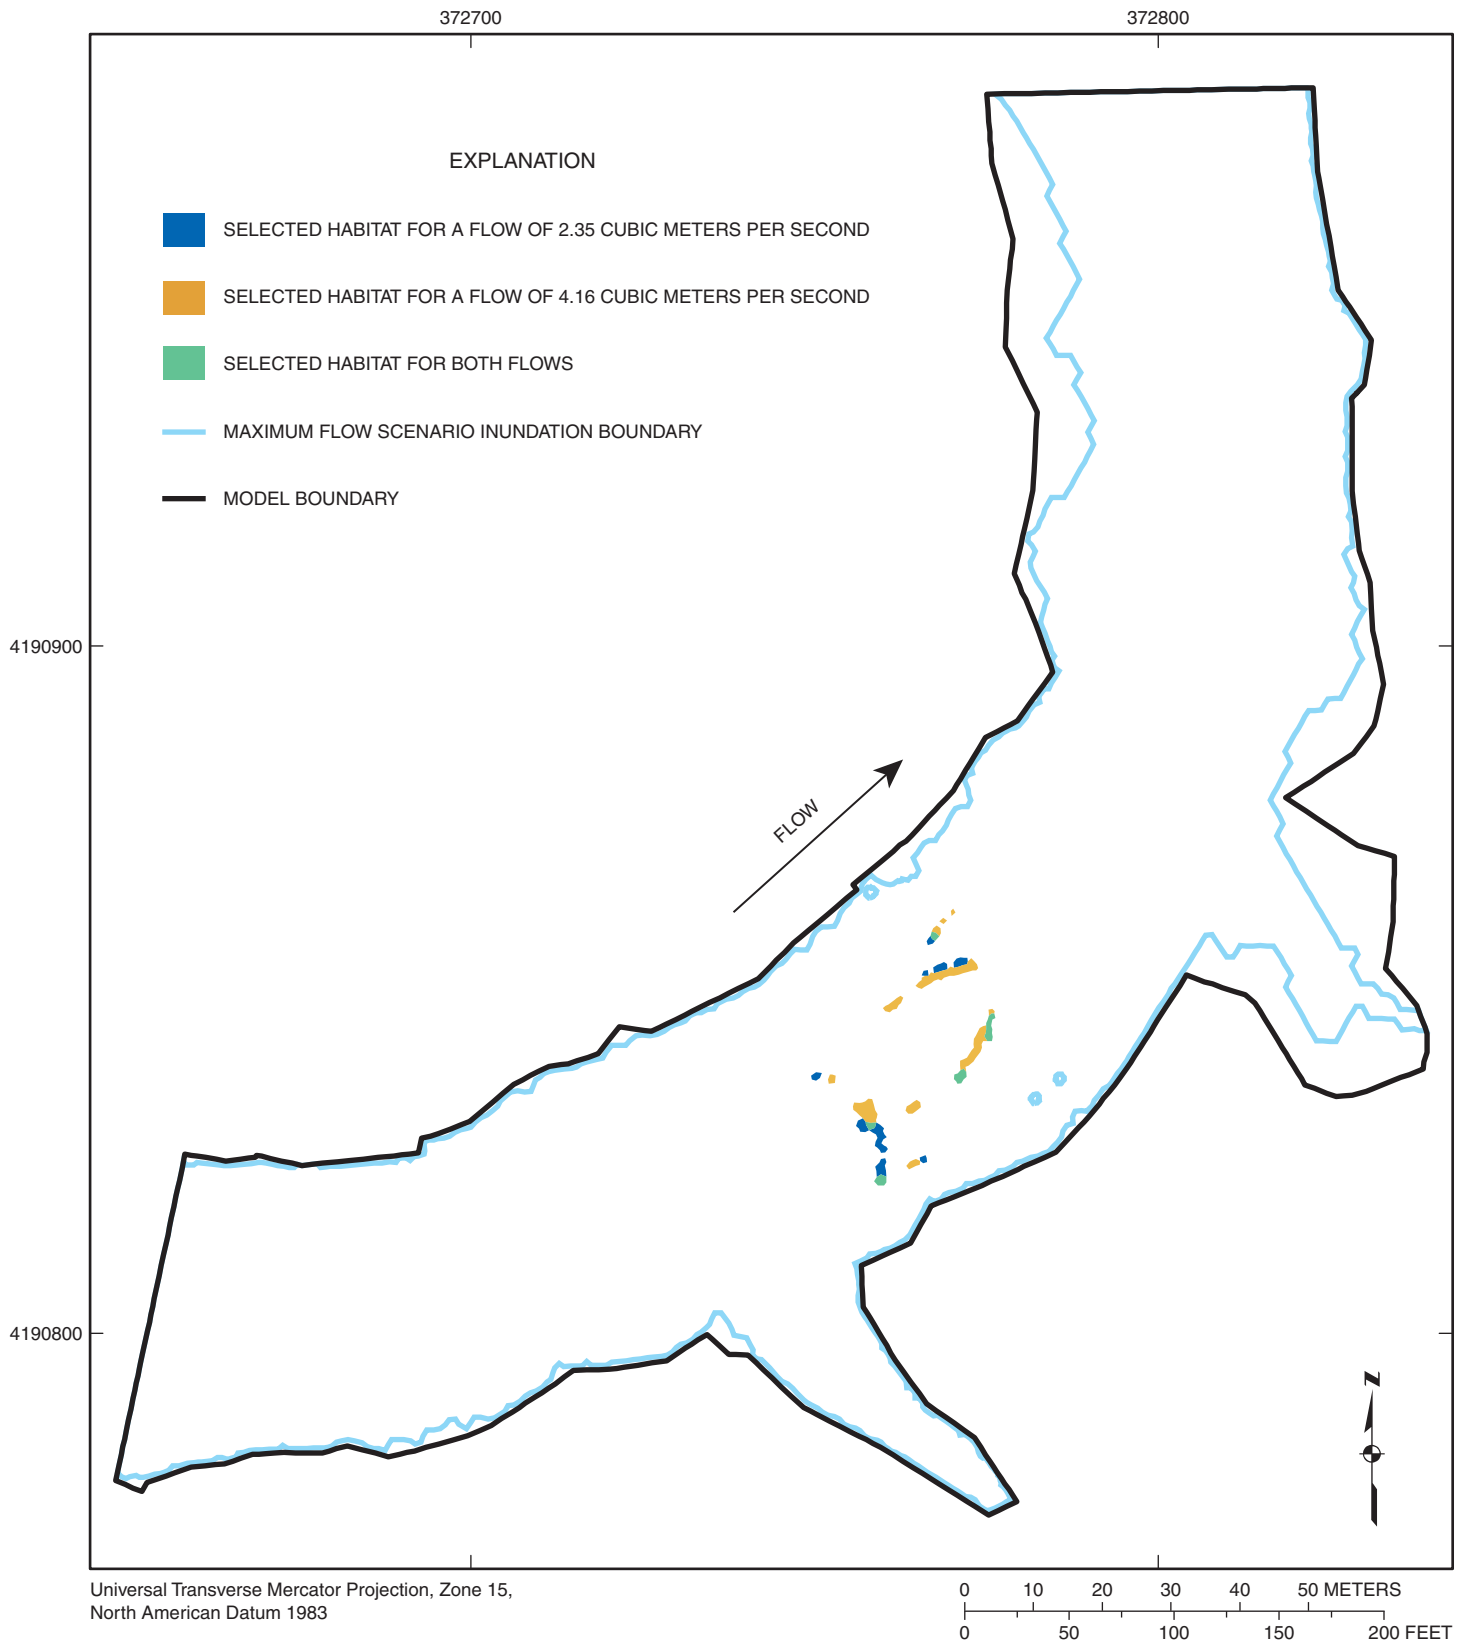 372700
372800
EXPLANATION
SELECTED HABITAT FOR A FLOW OF 2.35 CUBIC METERS PER SECOND
SELECTED HABITAT FOR A FLOW OF 4.16 CUBIC METERS PER SECOND
SELECTED HABITAT FOR BOTH FLOWS
MAXIMUM FLOW SCENARIO INUNDATION BOUNDARY
MODEL BOUNDARY
4190900
FLOW
4190800
N
Universal Transverse Mercator Projection, Zone 15,
North American Datum 1983
0 10 20 30 40 50 METERS
0 50 100 150 200 FEET